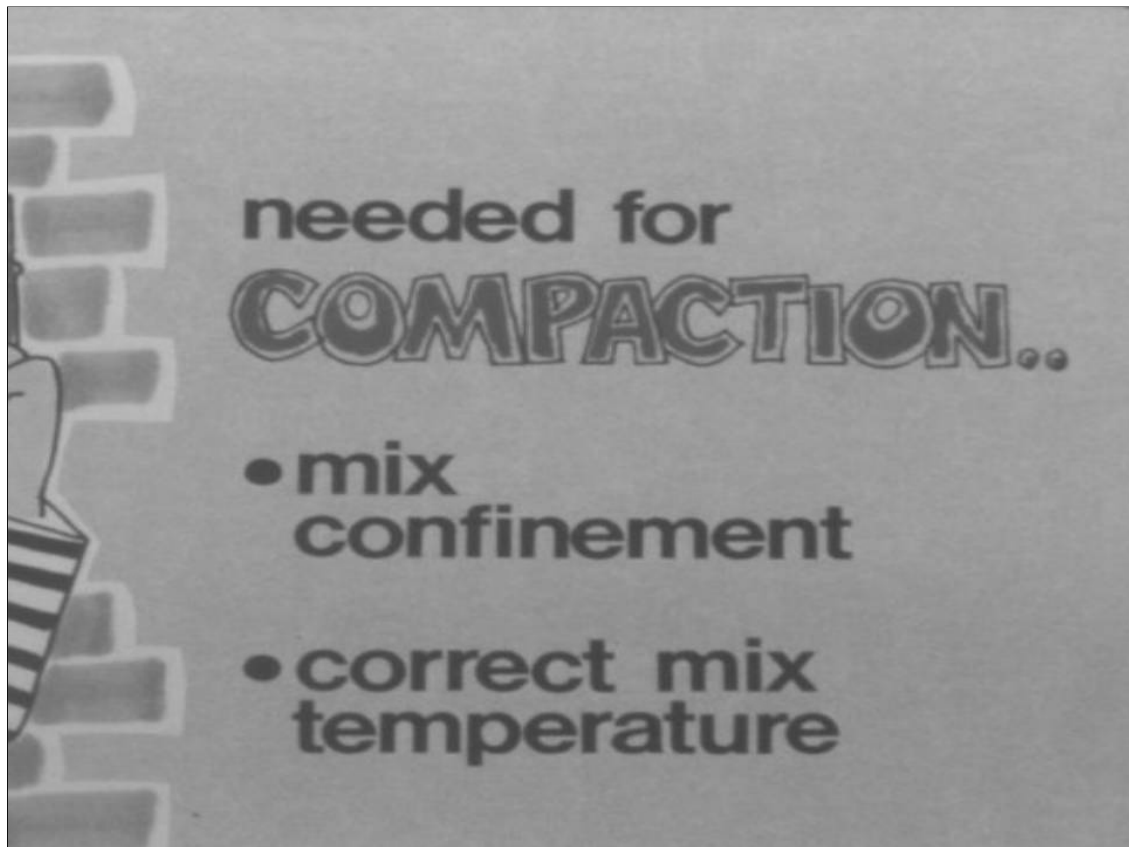 needed for
COMPACTION..
• mix
confinement
• correct mix
temperature